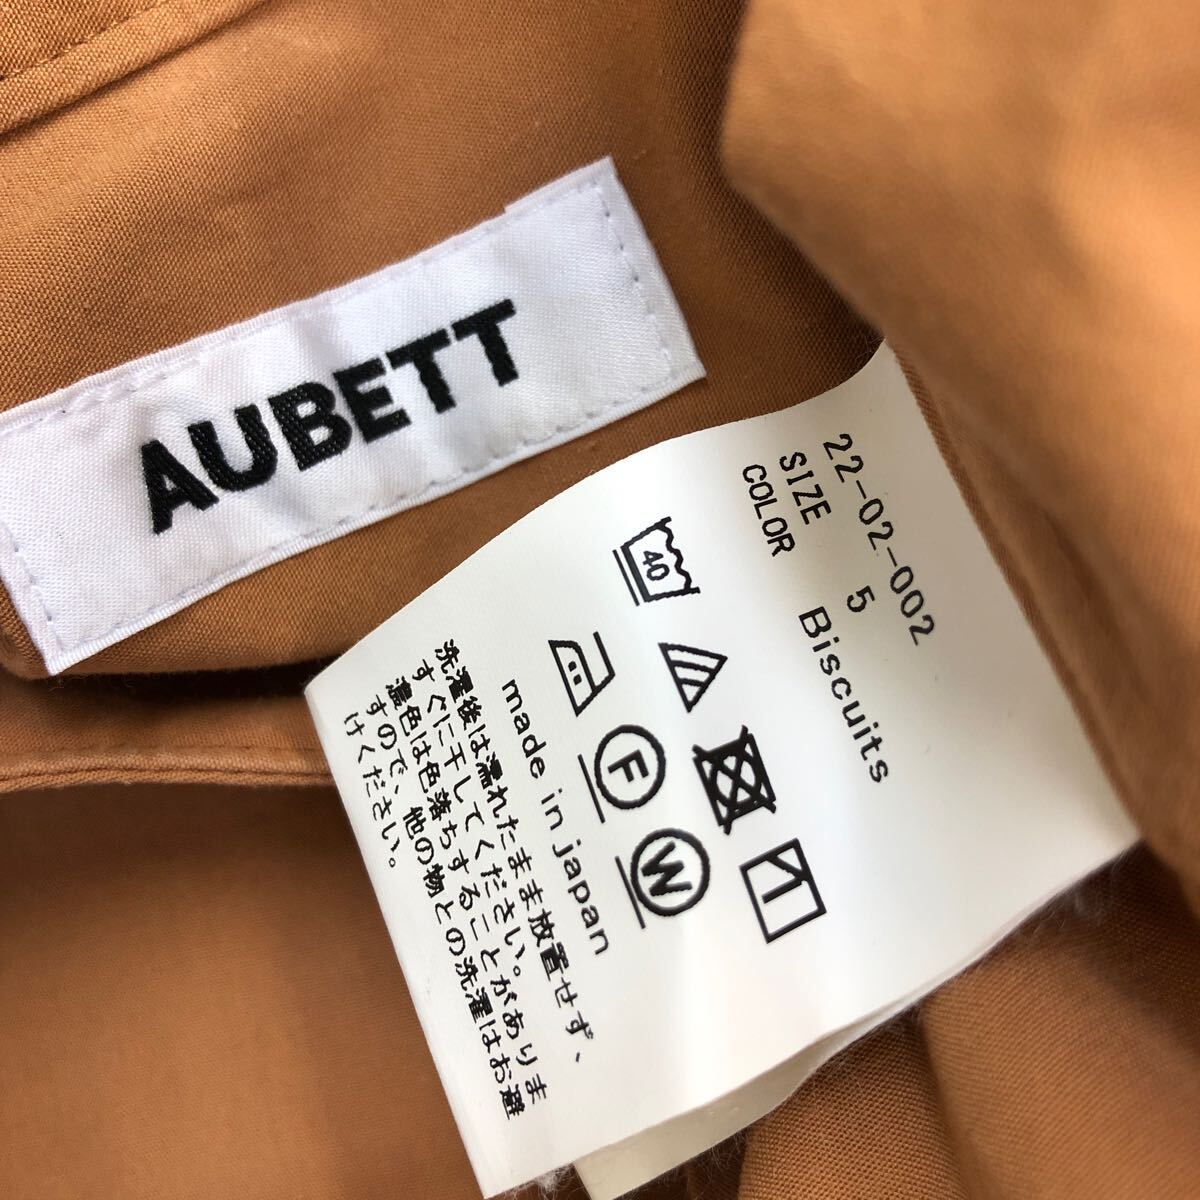 AUBETT
22-02-002
SIZE 5
COLOR Biscuits
40
F
W
made in japan
洗濯後は濡れたまま放置せず、
すぐに干してください。
濃色は色落ちすることがありま
すので、他の物との洗濯はお避
けください。